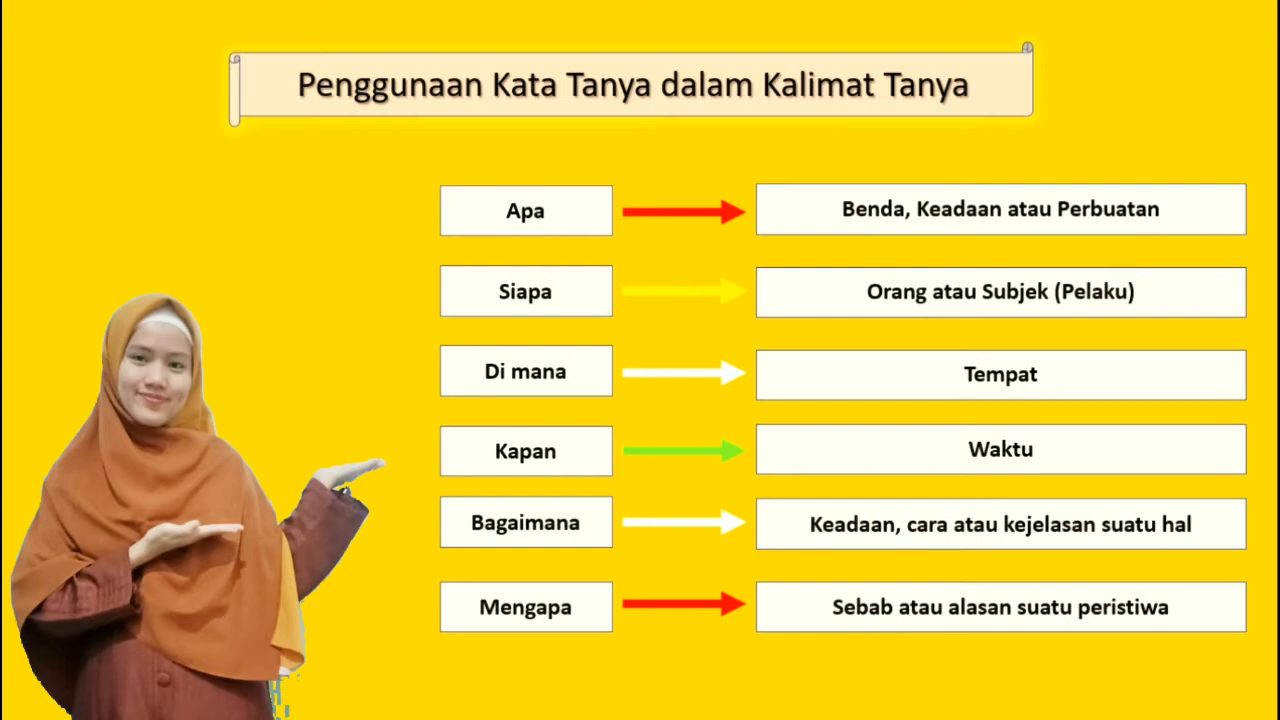 Penggunaan Kata Tanya dalam Kalimat Tanya
Apa
Benda, Keadaan atau Perbuatan
Siapa
Orang atau Subjek (Pelaku)
Di mana
Tempat
Kapan
Waktu
Bagaimana
Keadaan, cara atau kejelasan suatu hal
Mengapa
Sebab atau alasan suatu peristiwa